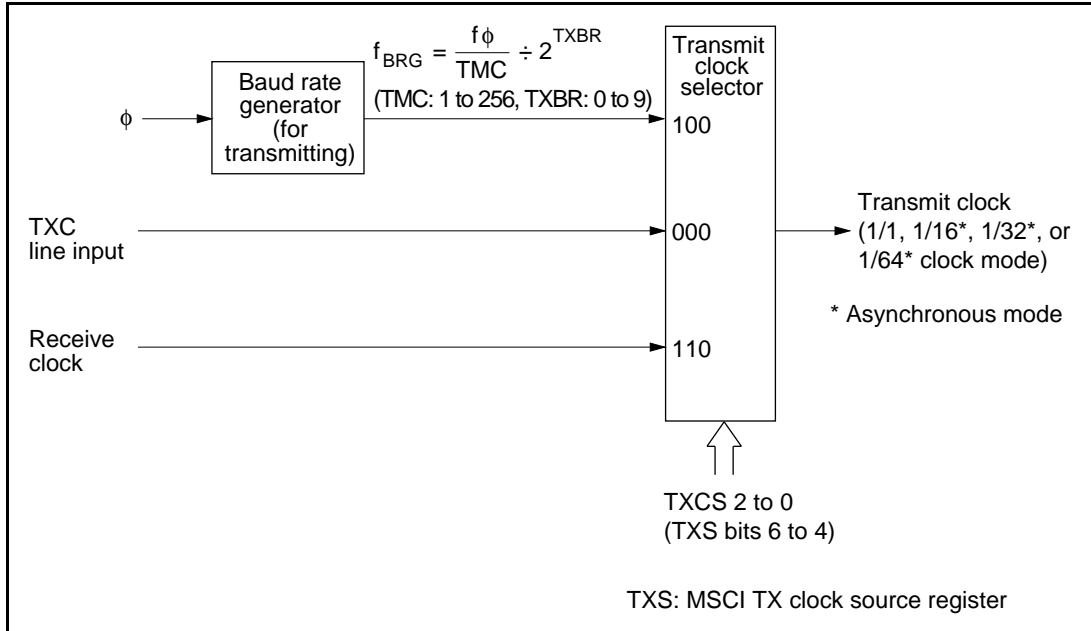 f BRG = fϕ / TMC ÷ 2 TXBR
(TMC: 1 to 256, TXBR: 0 to 9)
ϕ
Baud rate
generator
(for
transmitting)
Transmit
clock
selector
100
TXC
line input
000
Transmit clock
(1/1, 1/16*, 1/32*, or
1/64* clock mode)
* Asynchronous mode
Receive
clock
110
TXCS 2 to 0
(TXS bits 6 to 4)
TXS: MSCI TX clock source register